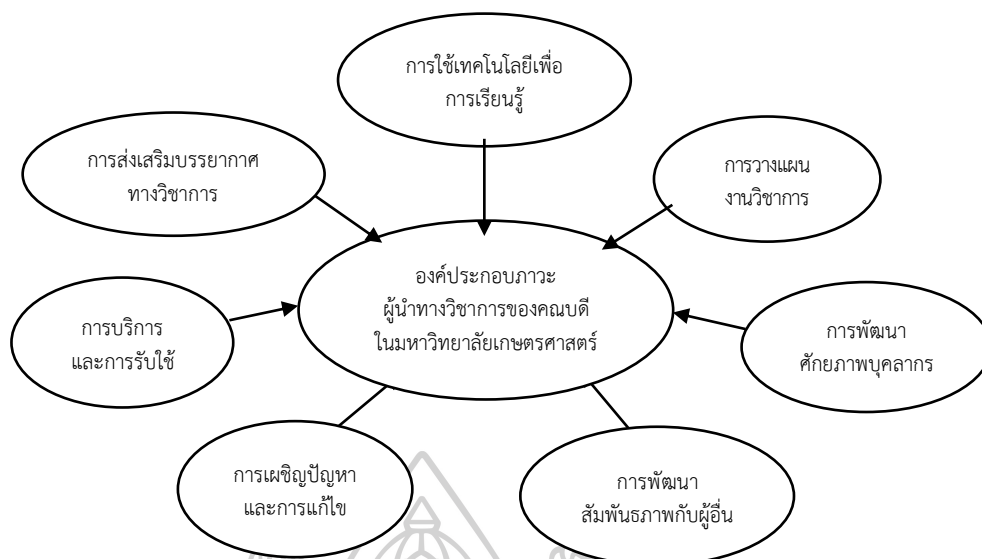 การใช้เทคโนโลยีเพื่อ
การเรียนรู้
การส่งเสริมบรรยากาศ
ทางวิชาการ
การวางแผน
งานวิชาการ
องค์ประกอบภาวะ
ผู้นำทางวิชาการของคณบดี
ในมหาวิทยาลัยเกษตรศาสตร์
การบริการ
และการรับใช้
การพัฒนา
ศักยภาพบุคลากร
การเผชิญปัญหา
และการแก้ไข
การพัฒนา
สัมพันธภาพกับผู้อื่น